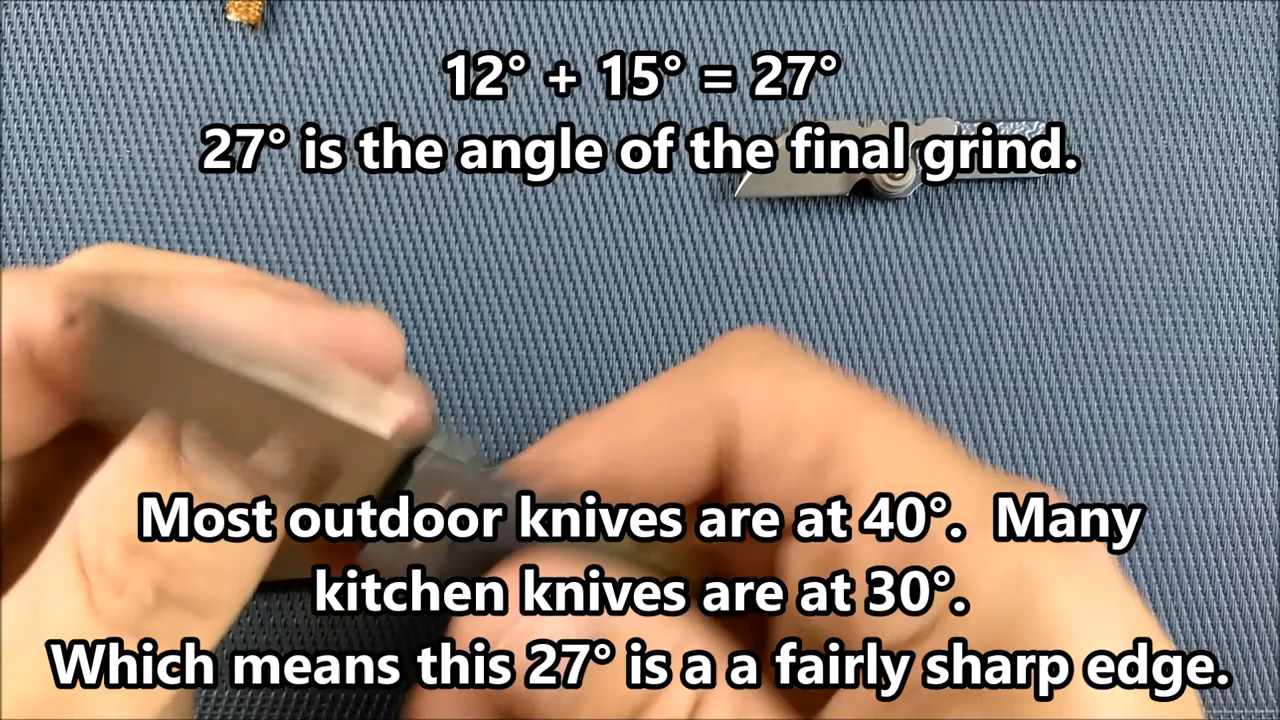 12° + 15° = 27°
27° is the angle of the final grind.
Most outdoor knives are at 40°.  Many
kitchen knives are at 30°.
Which means this 27° is a a fairly sharp edge.